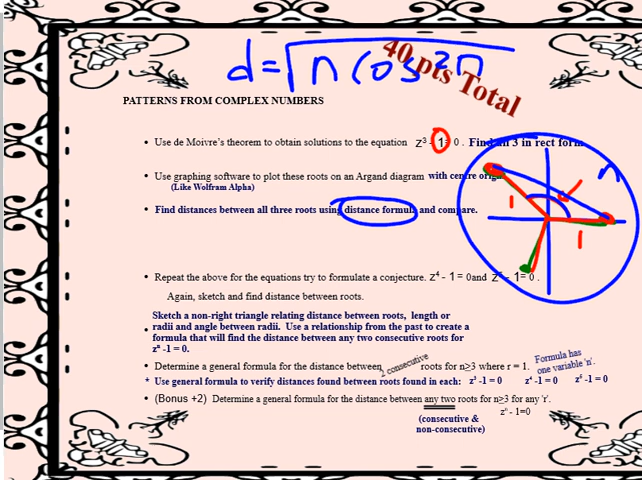 d=√n cos 2π
40 pts Total
PATTERNS FROM COMPLEX NUMBERS
• Use de Moivre's theorem to obtain solutions to the equation z³ - 1 = 0 . Find all 3 in rect form
• Use graphing software to plot these roots on an Argand diagram with centre origin
(Like Wolfram Alpha)
• Find distances between all three roots using distance formula and compare.
1
1
• Repeat the above for the equations try to formulate a conjecture. z⁴ - 1 = 0 and z⁵ - 1 = 0 .
Again, sketch and find distance between roots.
Sketch a non-right triangle relating distance between roots, length or
• radii and angle between radii. Use a relationship from the past to create a
formula that will find the distance between any two consecutive roots for
zⁿ -1 = 0.
• Determine a general formula for the distance between 2 consecutive roots for n≥3 where r = 1. Formula has
one variable 'n'.
* Use general formula to verify distances found between roots found in each: z³ -1 = 0 z⁴ -1 = 0 z⁵ -1 = 0
• (Bonus +2) Determine a general formula for the distance between any two roots for n≥3 for any 'r'.
(consecutive &
non-consecutive)
zⁿ - 1=0